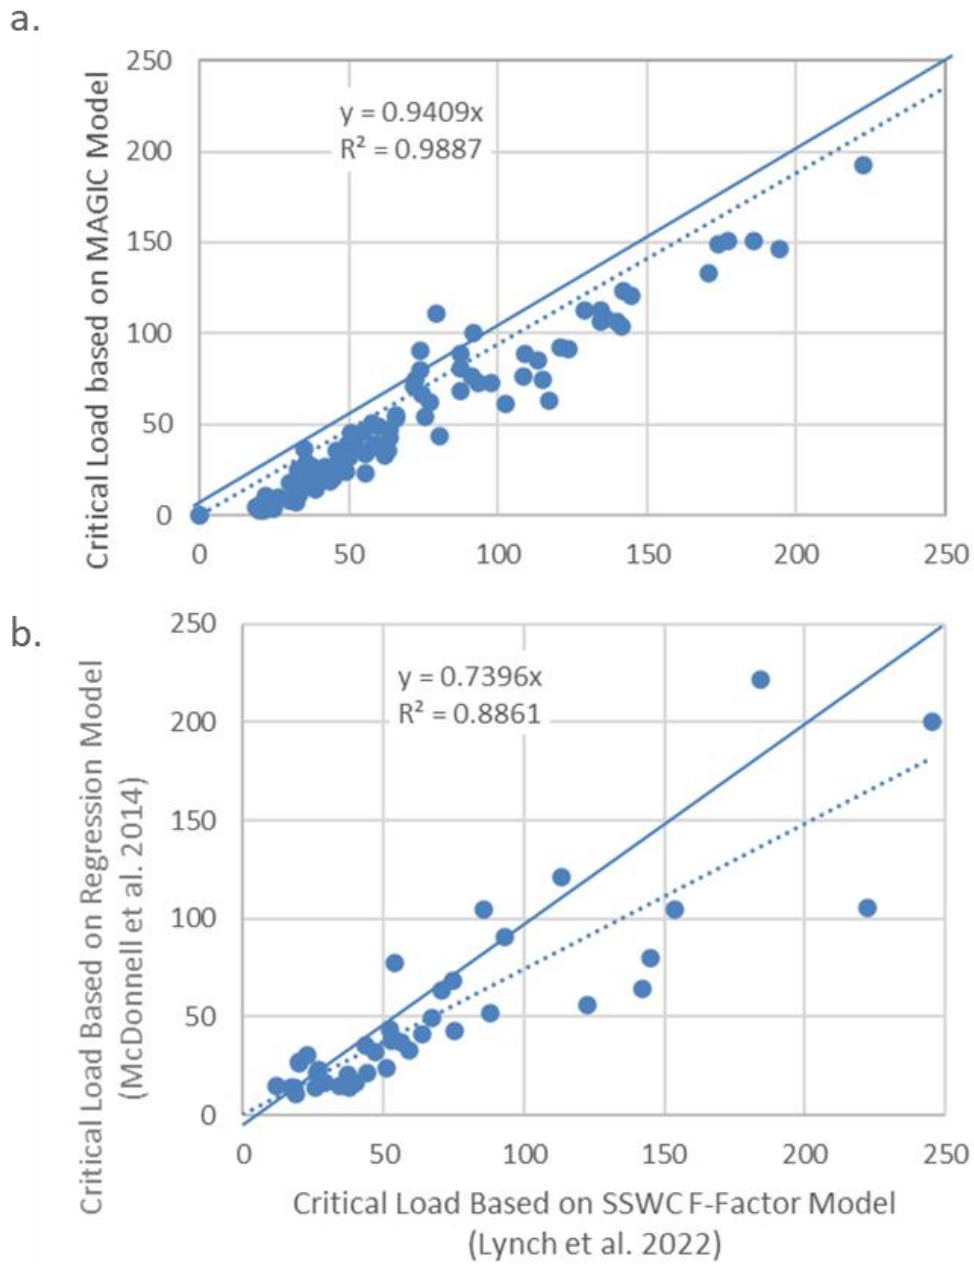 a.
Critical Load based on MAGIC Model
250
200
150
100
50
0
y = 0.9409x
R² = 0.9887
0 50 100 150 200 250
b.
Critical Load Based on Regression Model
(McDonnell et al. 2014)
250
200
150
100
50
0
y = 0.7396x
R² = 0.8861
0 50 100 150 200 250
Critical Load Based on SSWC F-Factor Model
(Lynch et al. 2022)